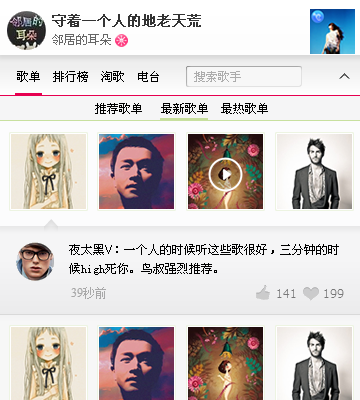 邻居的
耳朵
守着一个人的地老天荒
邻居的耳朵
歌单 排行榜 淘歌 电台 搜索歌手
推荐歌单 最新歌单 最热歌单
夜太黑V：一个人的时候听这些歌很好，三分钟的时
候high死你。鸟叔强烈推荐。
39秒前 141 199